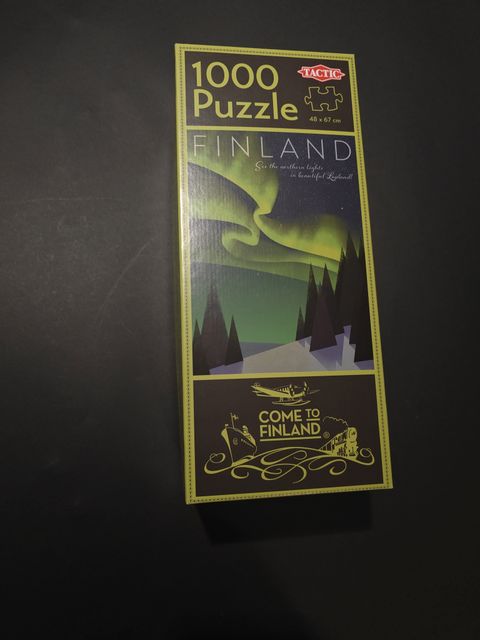 1000
Puzzle
TACTIC
48 x 67 cm
FINLAND
See the northern lights
in beautiful Lapland!
COME TO
FINLAND®